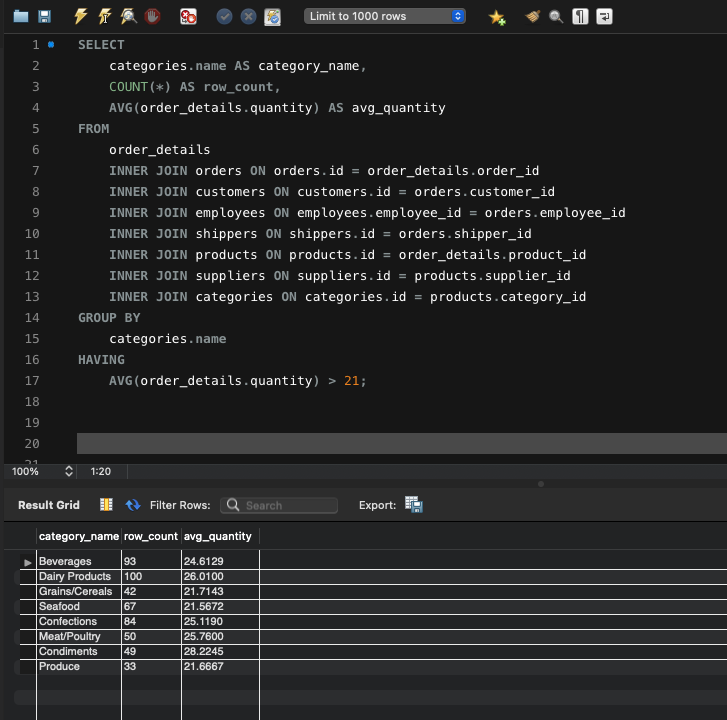 Limit to 1000 rows
1 SELECT
2 categories.name AS category_name,
3 COUNT(*) AS row_count,
4 AVG(order_details.quantity) AS avg_quantity
5 FROM
6 order_details
7 INNER JOIN orders ON orders.id = order_details.order_id
8 INNER JOIN customers ON customers.id = orders.customer_id
9 INNER JOIN employees ON employees.employee_id = orders.employee_id
10 INNER JOIN shippers ON shippers.id = orders.shipper_id
11 INNER JOIN products ON products.id = order_details.product_id
12 INNER JOIN suppliers ON suppliers.id = products.supplier_id
13 INNER JOIN categories ON categories.id = products.category_id
14 GROUP BY
15 categories.name
16 HAVING
17 AVG(order_details.quantity) > 21;
18
19
20
21
100% 1:20
Result Grid Filter Rows: Search Export:
category_name row_count avg_quantity
Beverages 93 24.6129
Dairy Products 100 26.0100
Grains/Cereals 42 21.7143
Seafood 67 21.5672
Confections 84 25.1190
Meat/Poultry 50 25.7600
Condiments 49 28.2245
Produce 33 21.6667